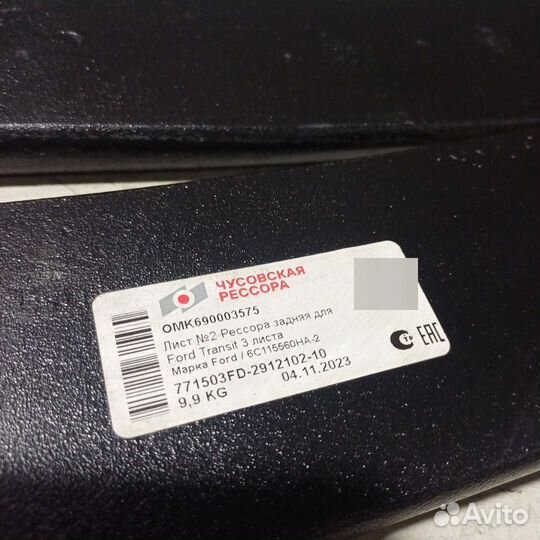 ЧУСОВСКАЯ
РЕССОРА
OMK690003575
Лист №2 Рессора задняя для
Ford Transit 3 листа
Марка Ford / 6C115560HA-2
771503FD-2912102-10
9,9 KG 04.11.2023
СТР EAC
Avito